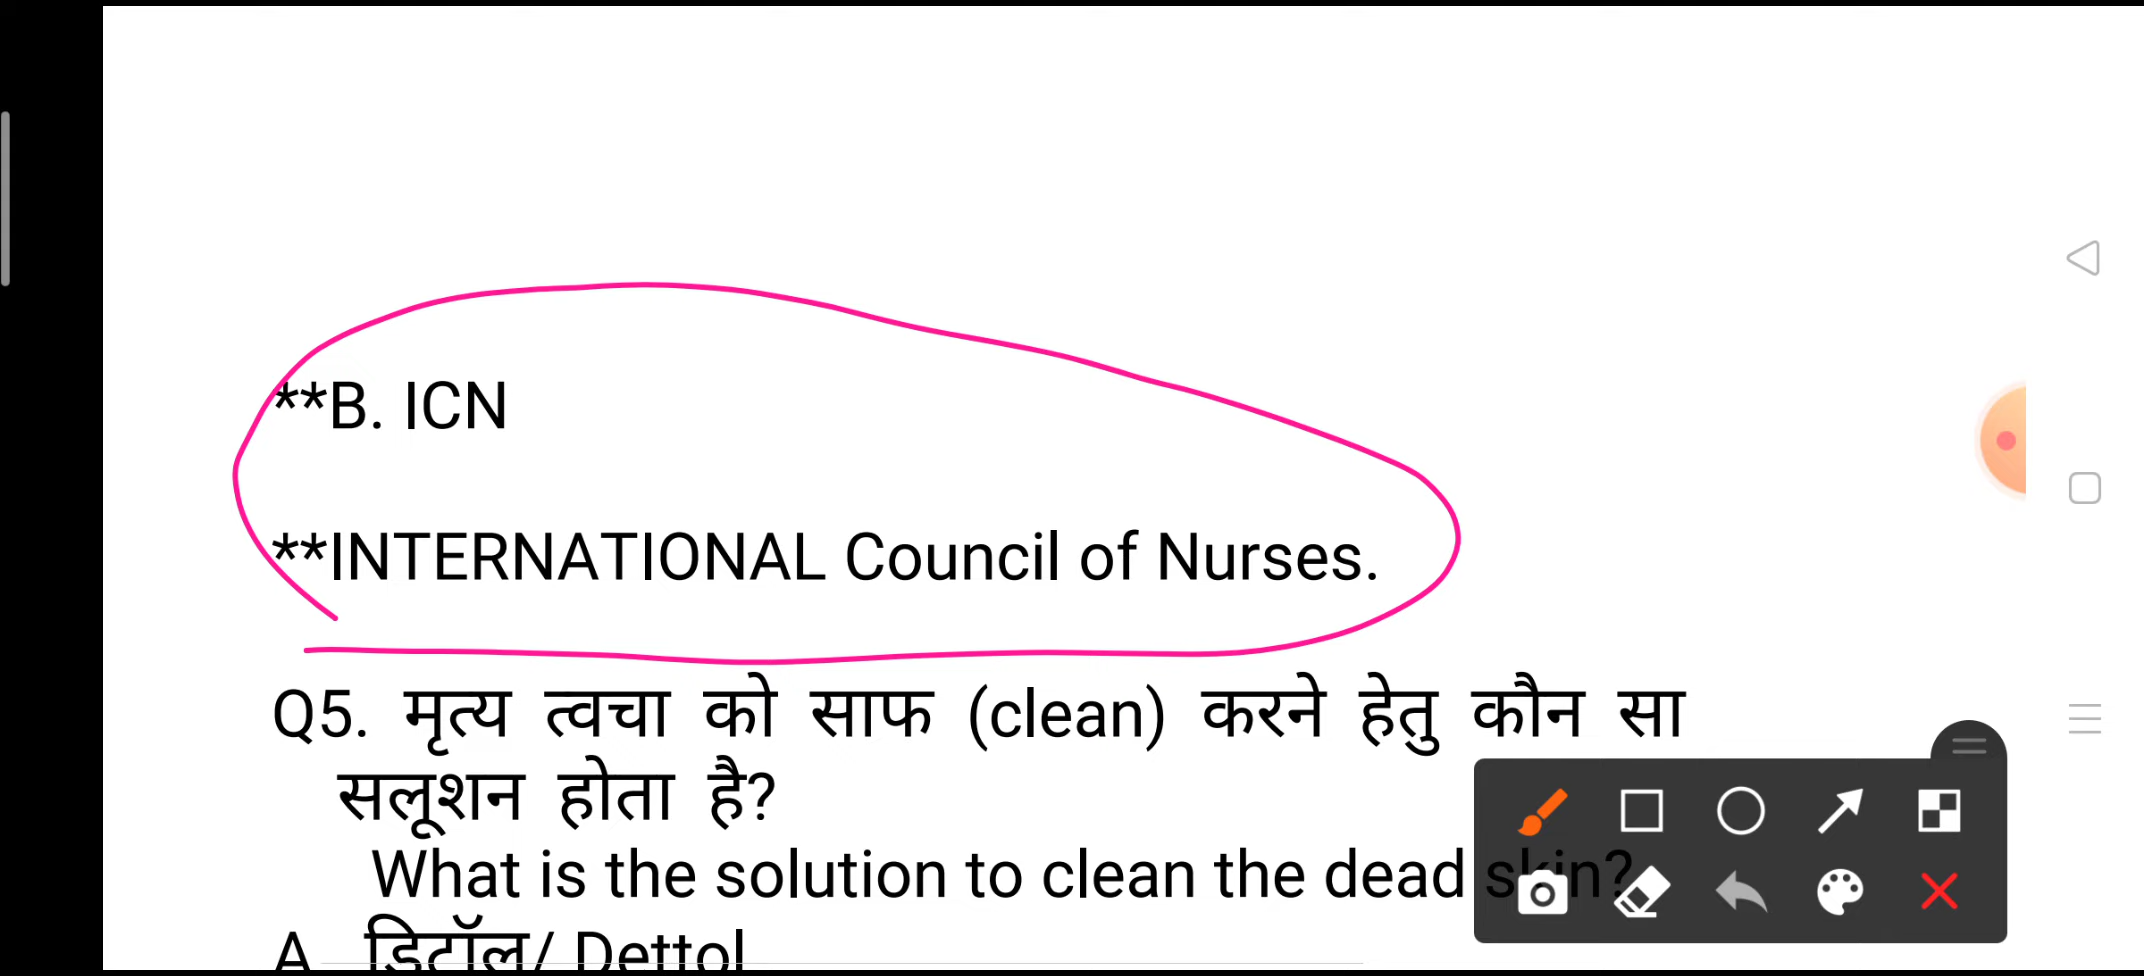 **B. ICN
**INTERNATIONAL Council of Nurses.
Q5. मृत्य त्वचा को साफ (clean) करने हेतु कौन सा
सलूशन होता है?
What is the solution to clean the dead skin?
A. डिटॉल/ Dettol